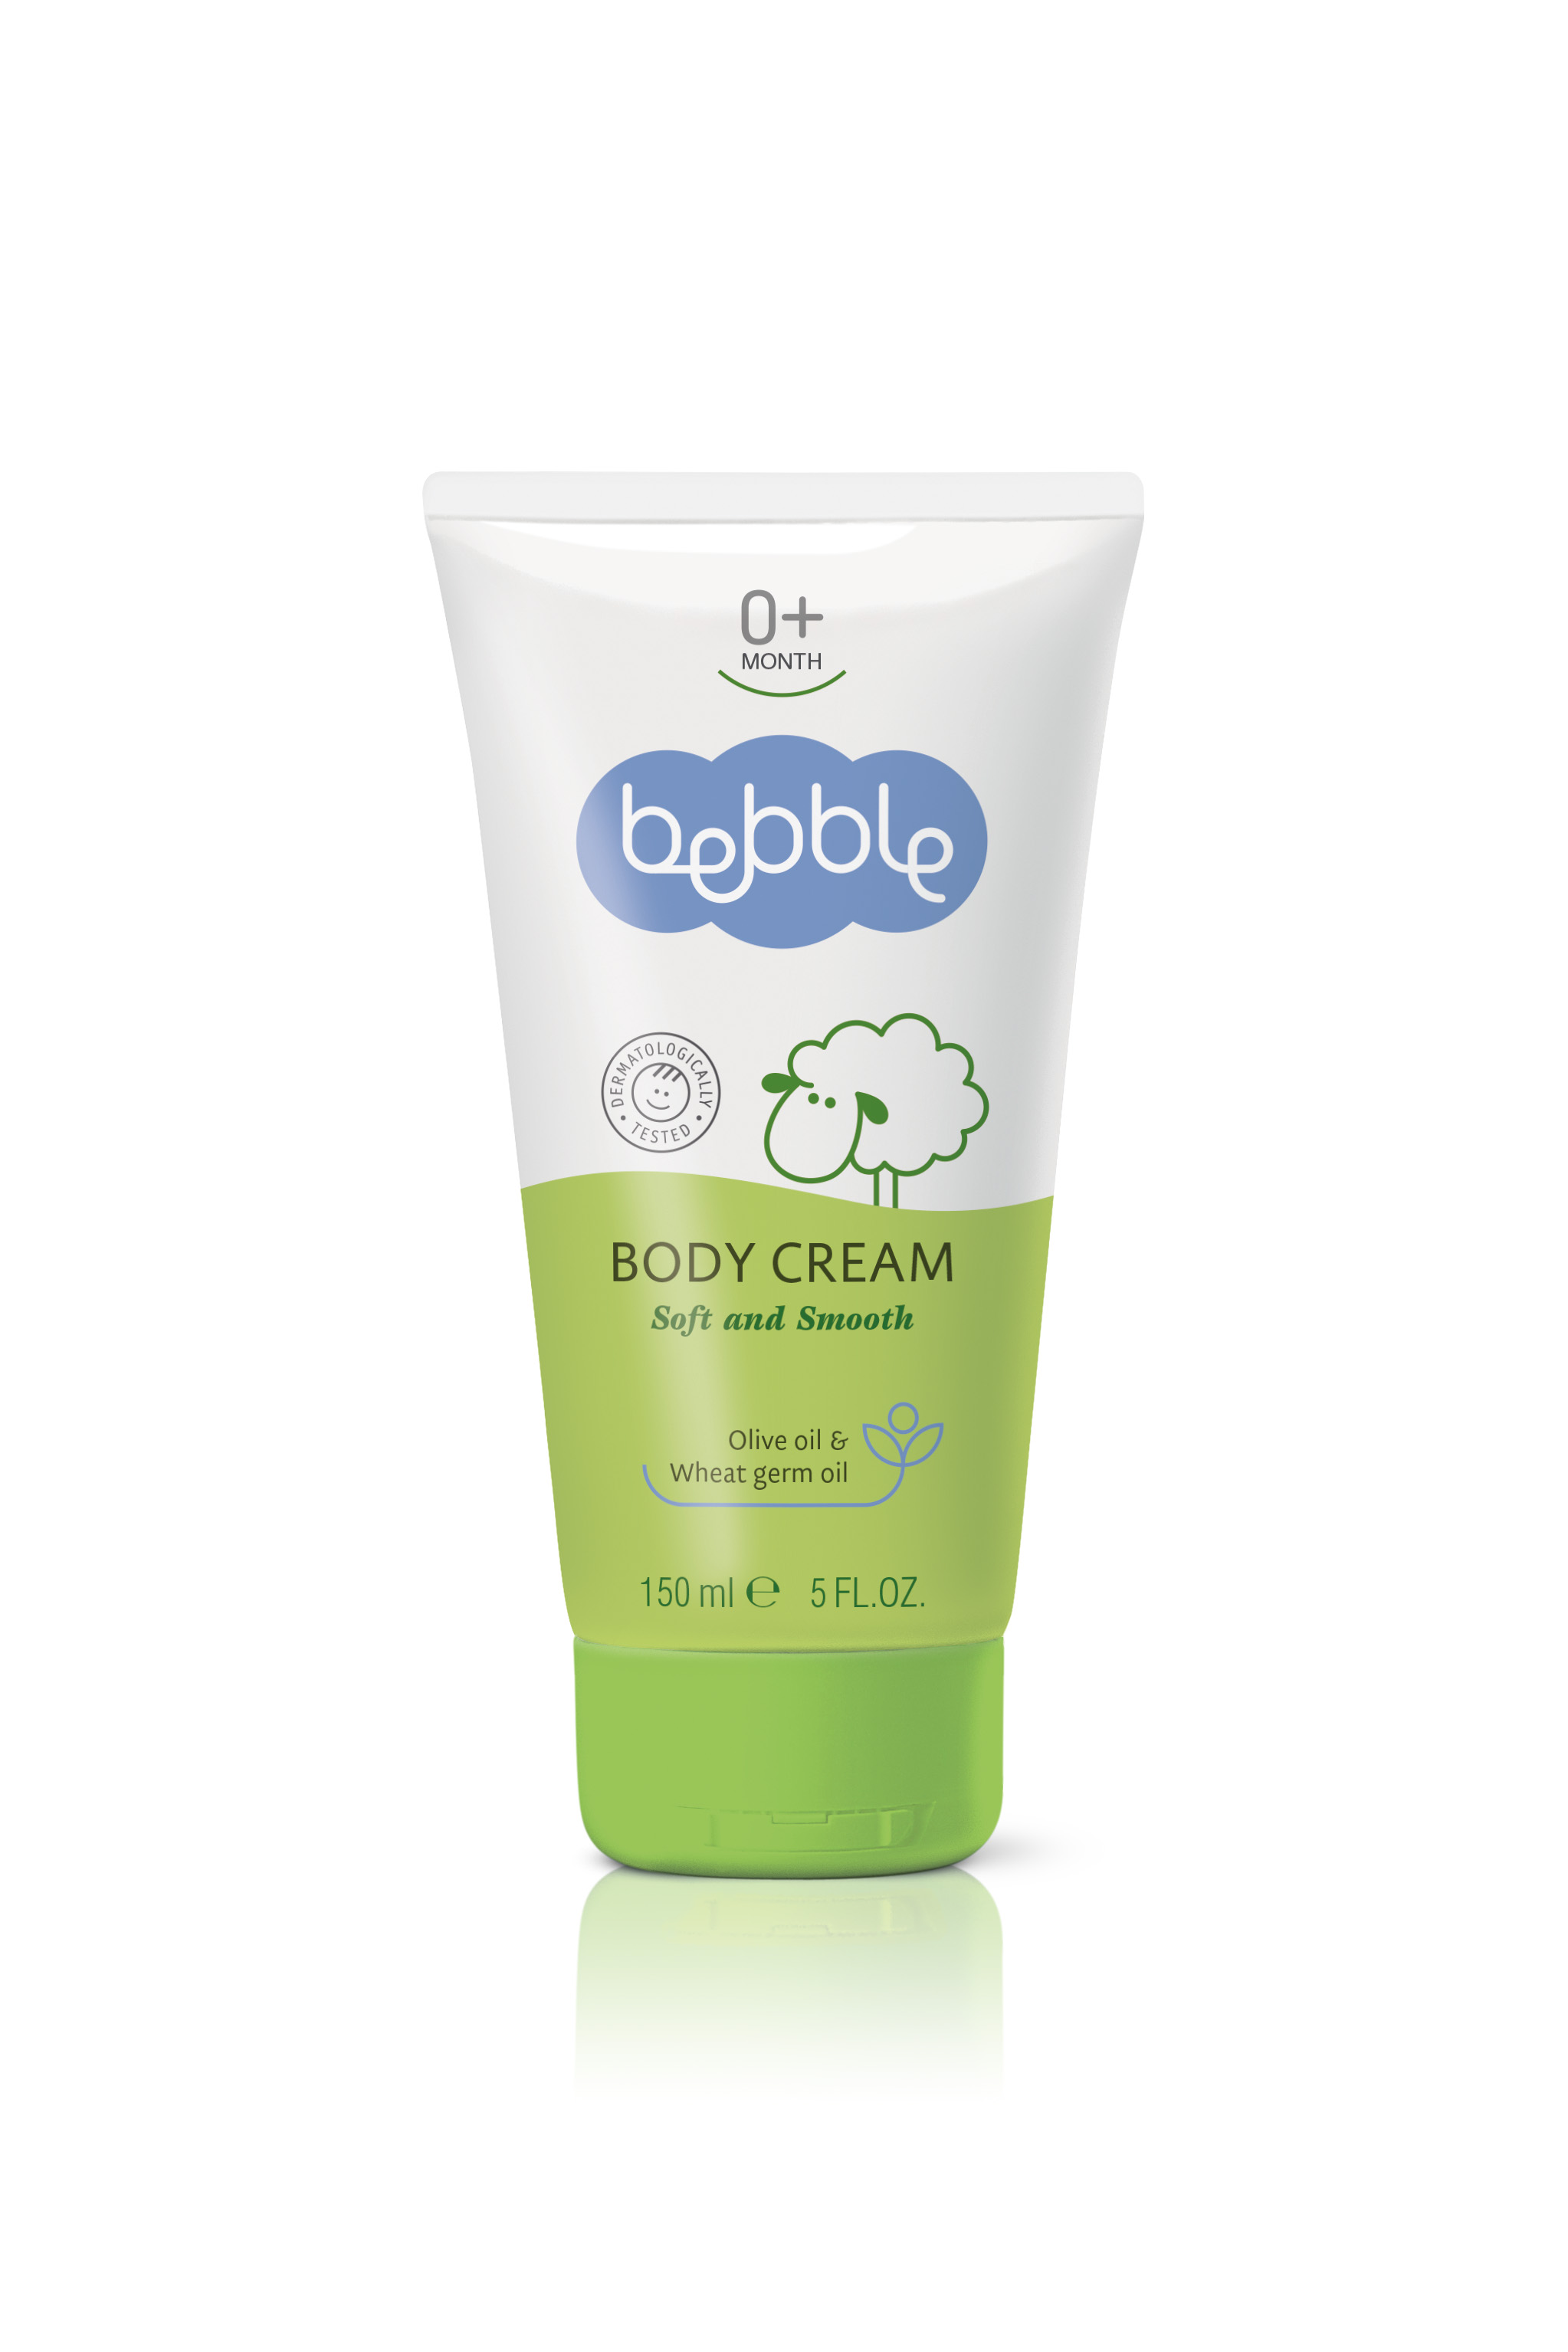 0+
MONTH
bebble
DERMATOLOGICALLY
• TESTED •
BODY CREAM
Soft and Smooth
Olive oil &
Wheat germ oil
150 ml ℮ 5 FL.OZ.